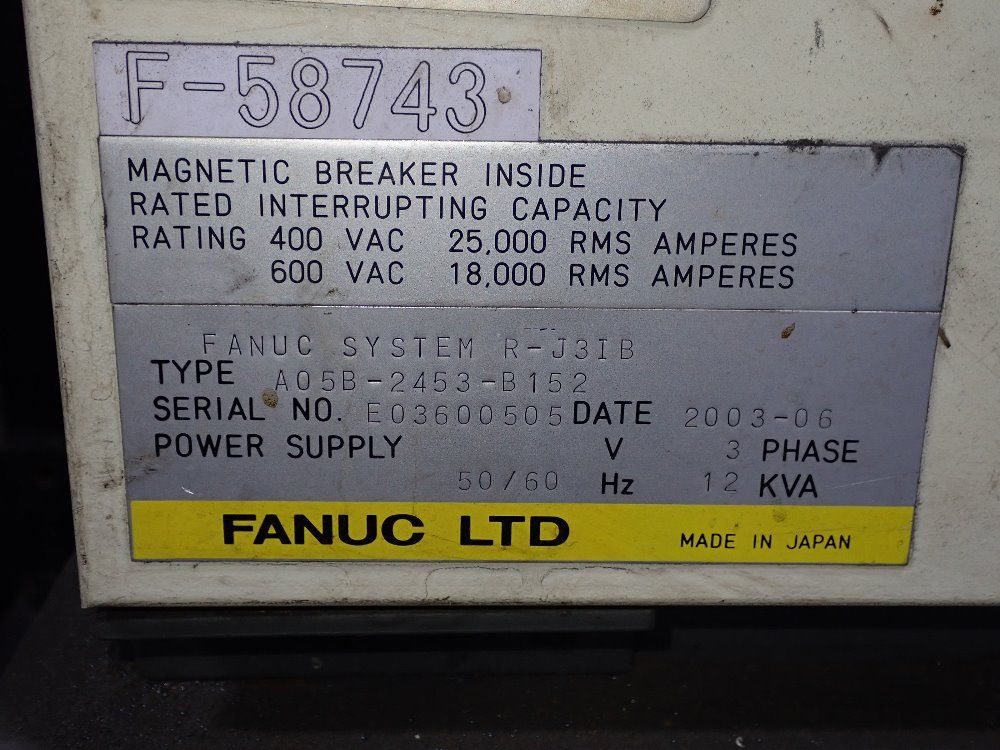 F-58743
MAGNETIC BREAKER INSIDE
RATED INTERRUPTING CAPACITY
RATING 400 VAC 25,000 RMS AMPERES
600 VAC 18,000 RMS AMPERES
FANUC SYSTEM R-J3IB
TYPE A05B-2453-B152
SERIAL NO. E03600505 DATE 2003-06
POWER SUPPLY V 3 PHASE
50/60 Hz 12 KVA
FANUC LTD MADE IN JAPAN